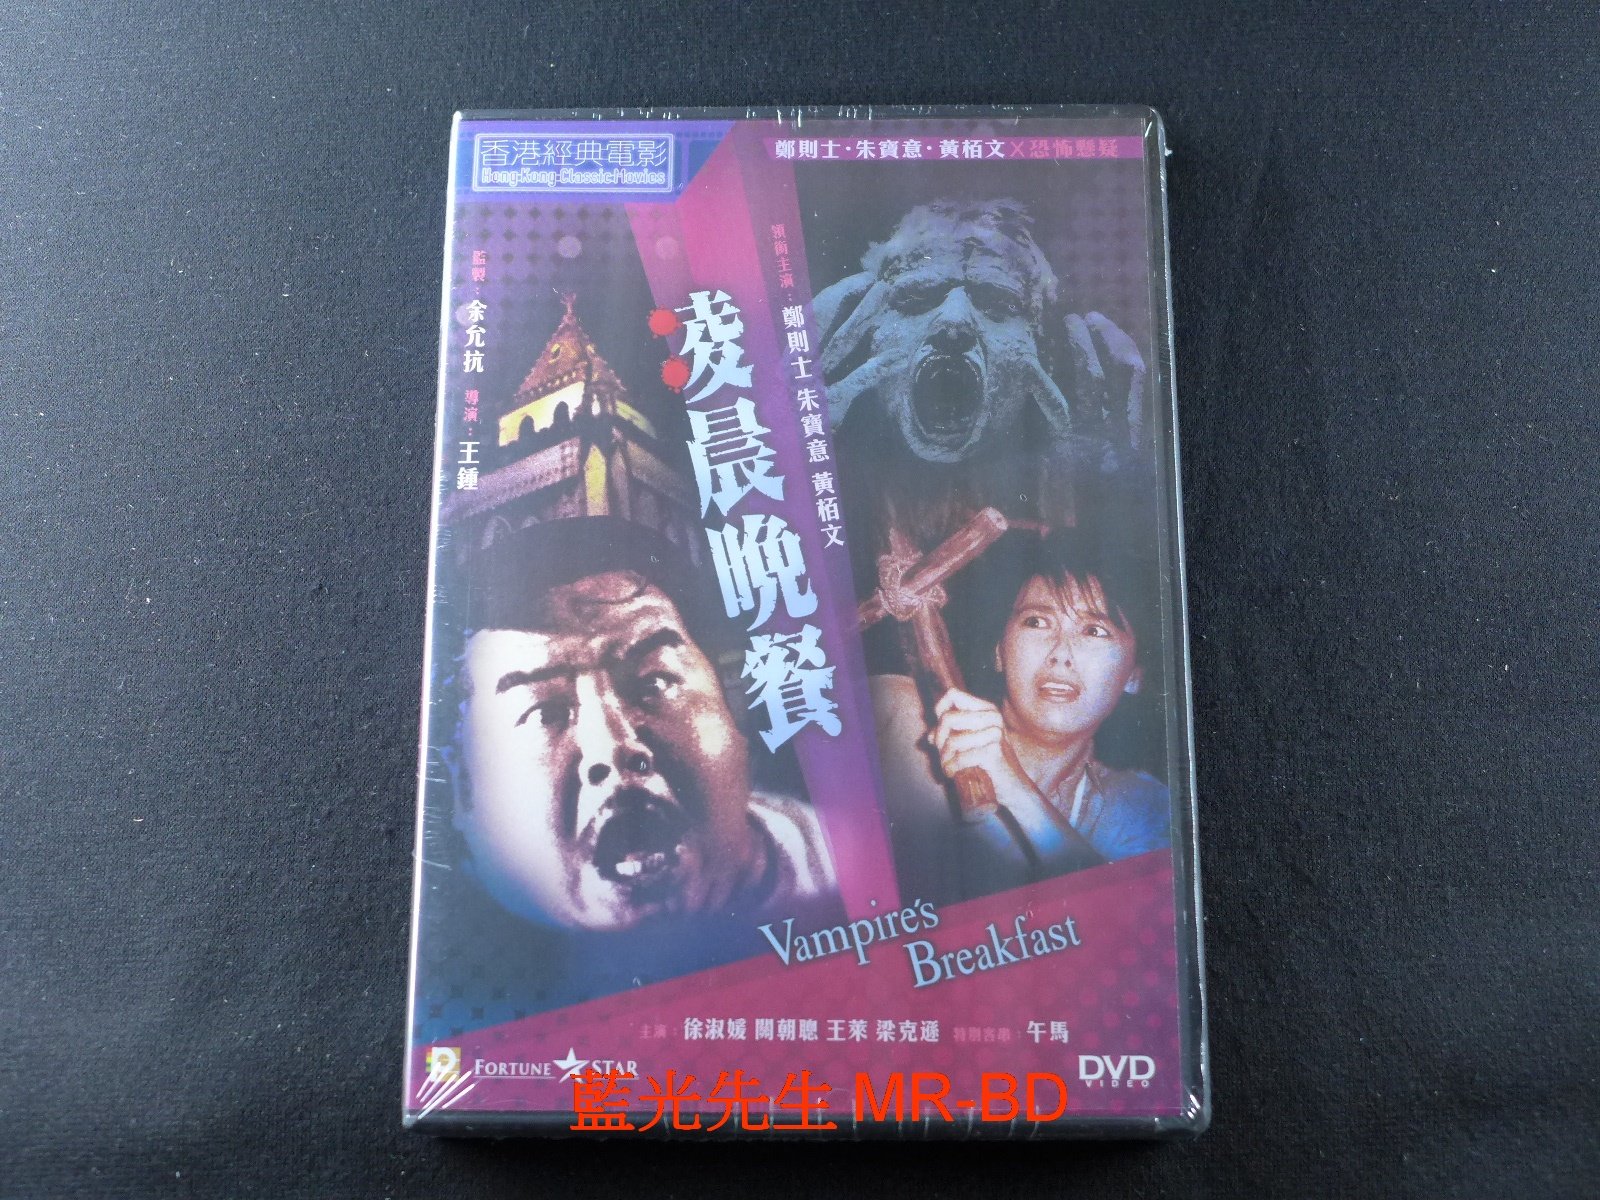 香港經典電影
Hong Kong Classic Movies
鄭則士·朱寶意·黃栢文×恐怖懸疑
監製：余允抗 導演：王鍾
領銜主演：鄭則士 朱寶意 黃栢文
凌晨晚餐
Vampire's
Breakfast
主演：徐淑媛 關朝聰 王萊 梁克遜 特別客串：午馬
FORTUNE STAR
DVD
VIDEO
藍光先生 MR-BD